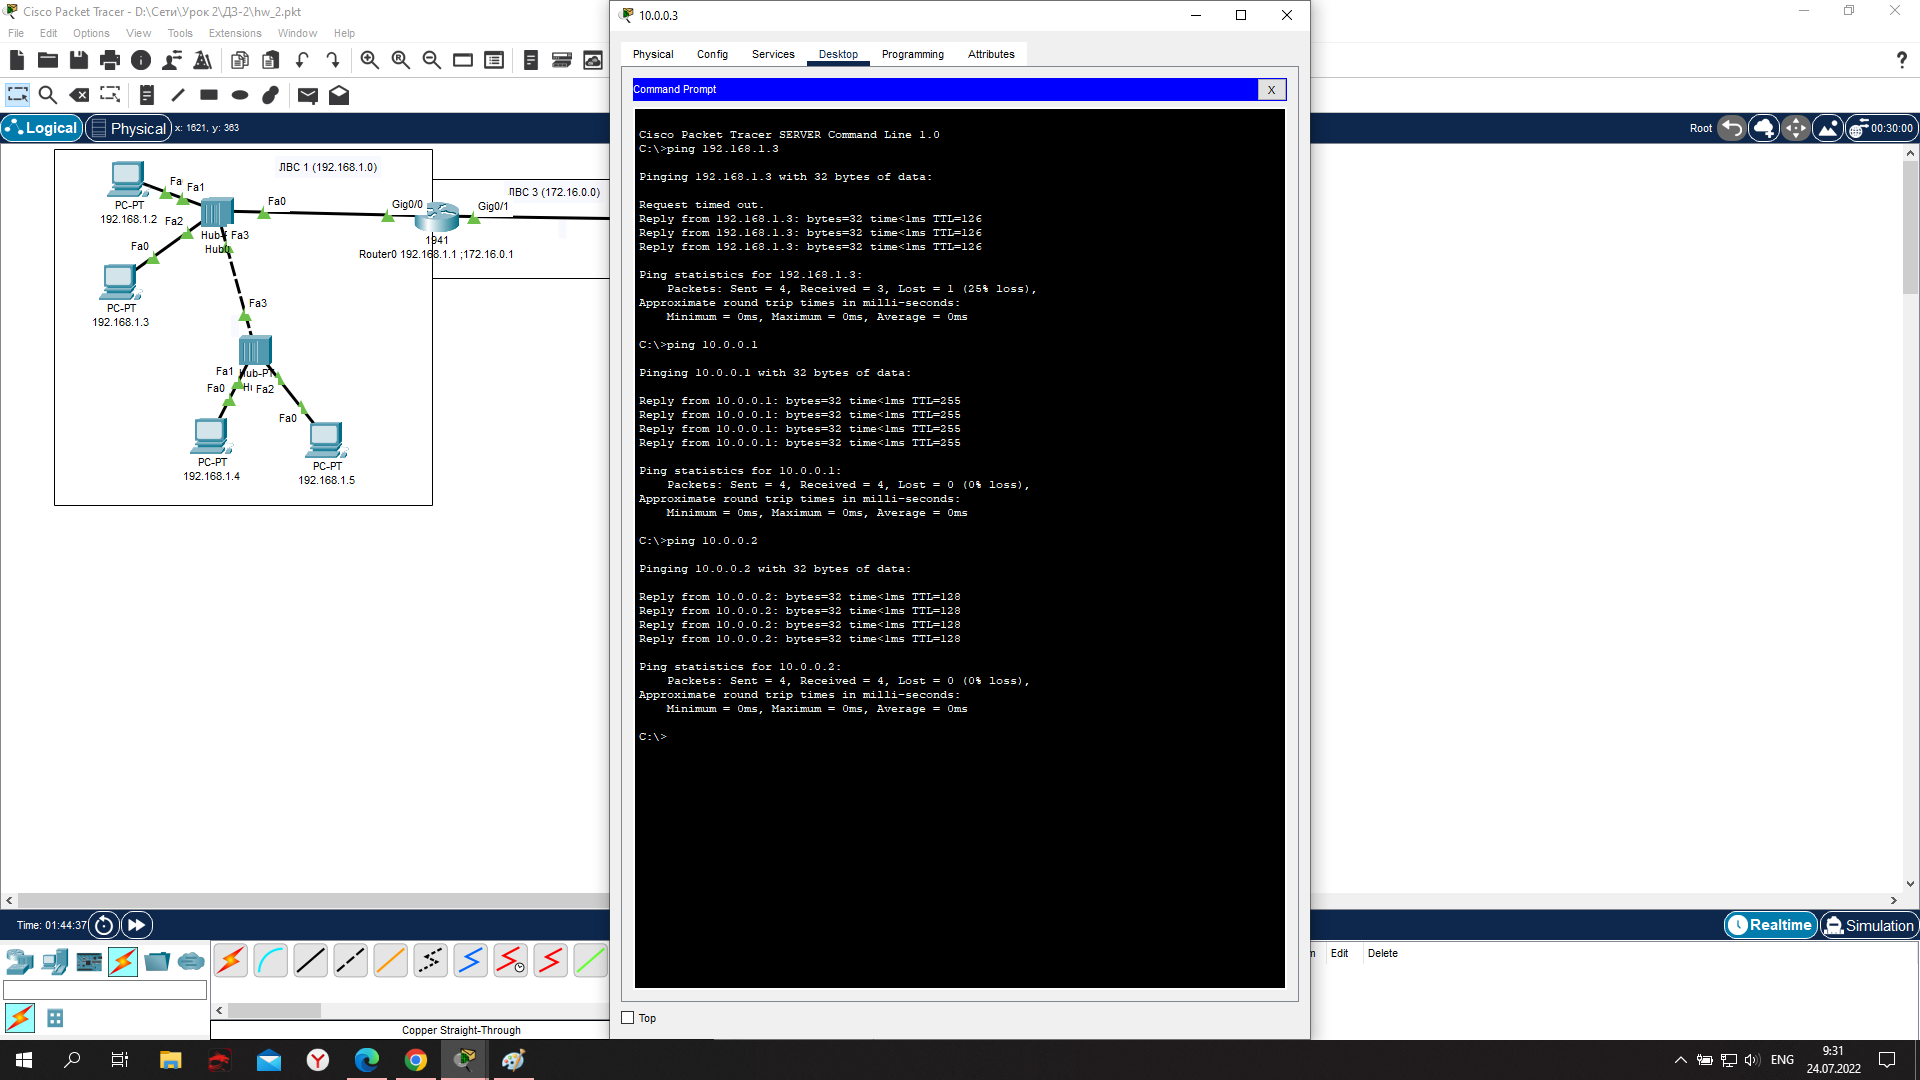 Cisco Packet Tracer - D:\Сети\Урок 2\ДЗ-2\hw_2.pkt
File Edit Options View Tools Extensions Window Help
Logical Physical x: 1621, y: 363
Root 00:30:00
ЛВС 1 (192.168.1.0)
ЛВС 3 (172.16.0.0)
PC-PT
192.168.1.2
Fa Fa1
Fa2
Fa0
Gig0/0
Gig0/1
Fa0
Fa3
1941
Router0 192.168.1.1 ;172.16.0.1
PC-PT
192.168.1.3
Fa3
Fa1
Hub-PT
Fa0
Fa2
Fa0
PC-PT
192.168.1.4
PC-PT
192.168.1.5
10.0.0.3
Physical Config Services Desktop Programming Attributes
Command Prompt X
Cisco Packet Tracer SERVER Command Line 1.0
C:\>ping 192.168.1.3
Pinging 192.168.1.3 with 32 bytes of data:
Request timed out.
Reply from 192.168.1.3: bytes=32 time<1ms TTL=126
Reply from 192.168.1.3: bytes=32 time<1ms TTL=126
Reply from 192.168.1.3: bytes=32 time<1ms TTL=126
Ping statistics for 192.168.1.3:
Packets: Sent = 4, Received = 3, Lost = 1 (25% loss),
Approximate round trip times in milli-seconds:
Minimum = 0ms, Maximum = 0ms, Average = 0ms
C:\>ping 10.0.0.1
Pinging 10.0.0.1 with 32 bytes of data:
Reply from 10.0.0.1: bytes=32 time<1ms TTL=255
Reply from 10.0.0.1: bytes=32 time<1ms TTL=255
Reply from 10.0.0.1: bytes=32 time<1ms TTL=255
Reply from 10.0.0.1: bytes=32 time<1ms TTL=255
Ping statistics for 10.0.0.1:
Packets: Sent = 4, Received = 4, Lost = 0 (0% loss),
Approximate round trip times in milli-seconds:
Minimum = 0ms, Maximum = 0ms, Average = 0ms
C:\>ping 10.0.0.2
Pinging 10.0.0.2 with 32 bytes of data:
Reply from 10.0.0.2: bytes=32 time<1ms TTL=128
Reply from 10.0.0.2: bytes=32 time<1ms TTL=128
Reply from 10.0.0.2: bytes=32 time<1ms TTL=128
Reply from 10.0.0.2: bytes=32 time<1ms TTL=128
Ping statistics for 10.0.0.2:
Packets: Sent = 4, Received = 4, Lost = 0 (0% loss),
Approximate round trip times in milli-seconds:
Minimum = 0ms, Maximum = 0ms, Average = 0ms
C:\>
Top
Time: 01:44:37
Realtime Simulation
Edit Delete
Copper Straight-Through
ENG
9:31
24.07.2022